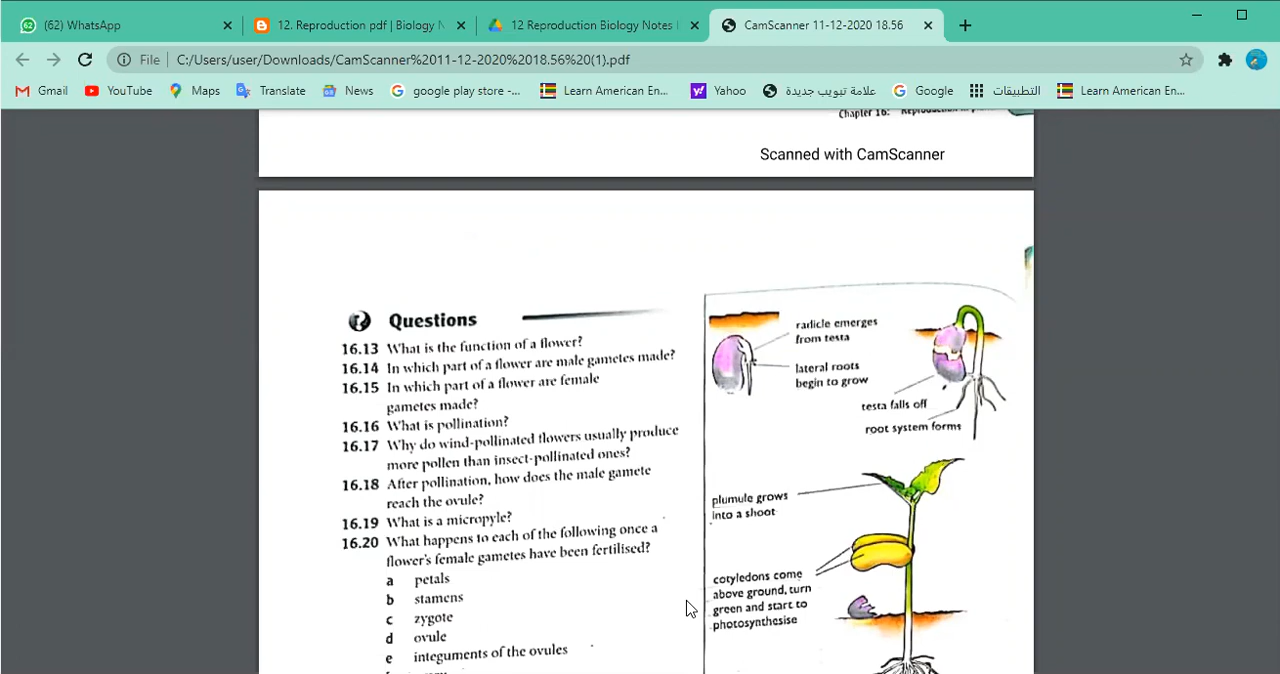 (62) WhatsApp
12. Reproduction pdf | Biology N
12 Reproduction Biology Notes
CamScanner 11-12-2020 18.56
File
C:/Users/user/Downloads/CamScanner%2011-12-2020%2018.56%20(1).pdf
Gmail
YouTube
Maps
Translate
News
google play store -...
Learn American En...
Yahoo
علامة تبويب جديدة
Google
التطبيقات
Learn American En...
Chapter 16:
Scanned with CamScanner
Questions
16.13 What is the function of a flower?
16.14 In which part of a flower are male gametes made?
16.15 In which part of a flower are female
gametes made?
16.16 What is pollination?
16.17 Why do wind-pollinated flowers usually produce
more pollen than insect-pollinated ones?
16.18 After pollination, how does the male gamete
reach the ovule?
16.19 What is a micropyle?
16.20 What happens to each of the following once a
flower's female gametes have been fertilised?
a petals
b stamens
c zygote
d ovule
e integuments of the ovules
radicle emerges
from testa
lateral roots
begin to grow
testa falls off
root system forms
plumule grows
into a shoot
cotyledons come
above ground, turn
green and start to
photosynthesise